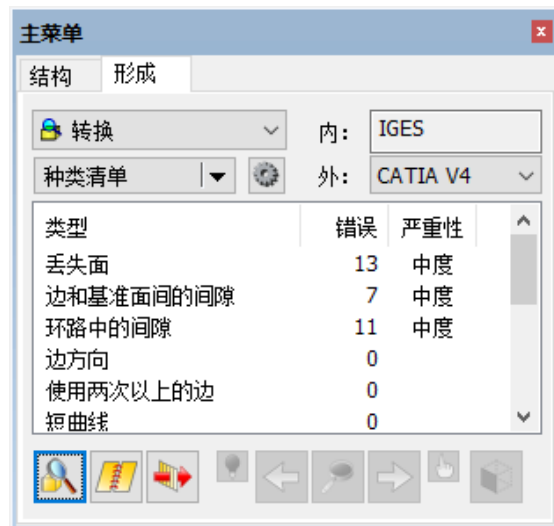 主菜单
结构 形成
转换 内： IGES
种类清单 外： CATIA V4
类型 错误 严重性
丢失面 13 中度
边和基准面间的间隙 7 中度
环路中的间隙 11 中度
边方向 0
使用两次以上的边 0
短曲线 0